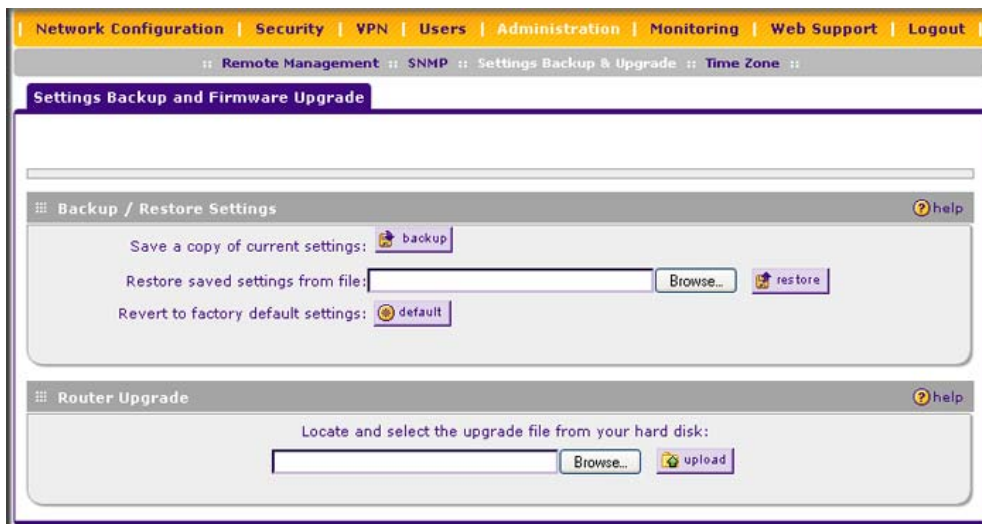 | Network Configuration | Security | VPN | Users | Administration | Monitoring | Web Support | Logout |
:: Remote Management :: SNMP :: Settings Backup & Upgrade :: Time Zone ::
Settings Backup and Firmware Upgrade
Backup / Restore Settings
help
Save a copy of current settings: backup
Restore saved settings from file: Browse... restore
Revert to factory default settings: default
Router Upgrade
help
Locate and select the upgrade file from your hard disk:
Browse... upload